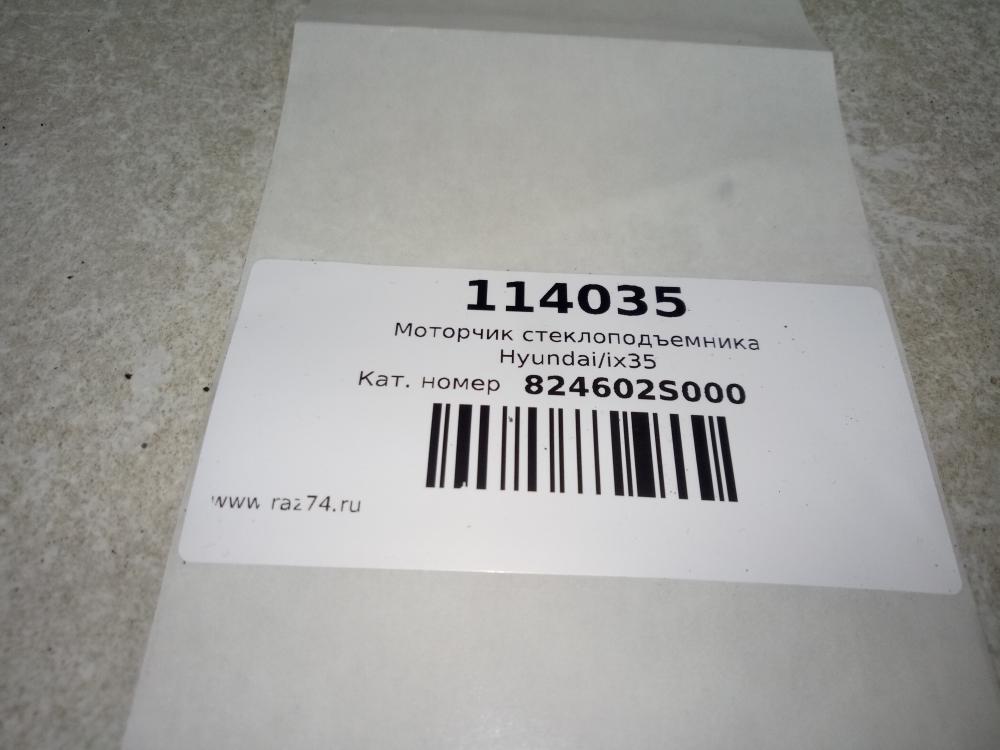 114035
Моторчик стеклоподъемника
Hyundai/ix35
Кат. номер 824602S000
www raz74.ru